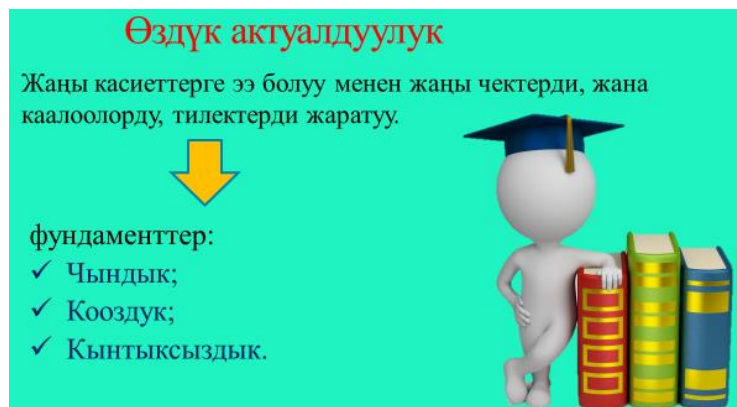 Өздүк актуалдуулук
Жаңы касиеттерге ээ болуу менен жаңы чектерди, жана
каалоолорду, тилектерди жаратуу.
фундаменттер:
✓ Чындык;
✓ Кооздук;
✓ Кынтыксыздык.